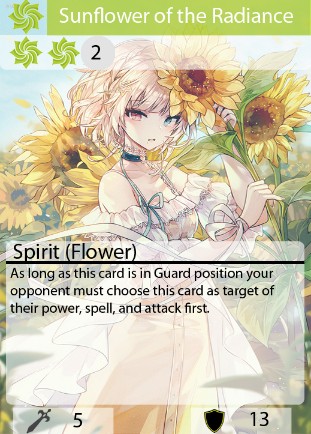 Sunflower of the Radiance
2
Spirit (Flower)
As long as this card is in Guard position your
opponent must choose this card as target of
their power, spell, and attack first.
5
13